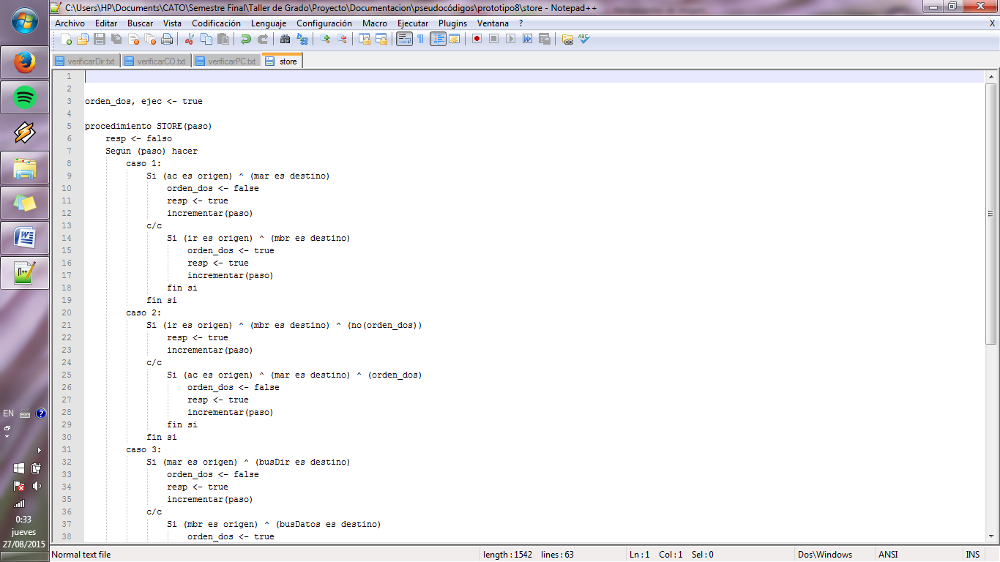 C:\Users\HP\Documents\CATO\Semestre Final\Taller de Grado\Proyecto\Documentacion\pseudocódigos\prototipo8\store - Notepad++
Archivo Editar Buscar Vista Codificación Lenguaje Configuración Macro Ejecutar Plugins Ventana ? X
verificarDir.txt verificarCO.txt verificarPC.txt store
1
2
3 orden_dos, ejec <- true
4
5 procedimiento STORE(paso)
6 resp <- falso
7 Segun (paso) hacer
8 caso 1:
9 Si (ac es origen) ^ (mar es destino)
10 orden_dos <- false
11 resp <- true
12 incrementar(paso)
13 c/c
14 Si (ir es origen) ^ (mbr es destino)
15 orden_dos <- true
16 resp <- true
17 incrementar(paso)
18 fin si
19 fin si
20 caso 2:
21 Si (ir es origen) ^ (mbr es destino) ^ (no(orden_dos))
22 resp <- true
23 incrementar(paso)
24 c/c
25 Si (ac es origen) ^ (mar es destino) ^ (orden_dos)
26 orden_dos <- false
27 resp <- true
28 incrementar(paso)
29 fin si
30 fin si
31 caso 3:
32 Si (mar es origen) ^ (busDir es destino)
33 orden_dos <- false
34 resp <- true
35 incrementar(paso)
36 c/c
37 Si (mbr es origen) ^ (busDatos es destino)
38 orden_dos <- true
EN
0:33
jueves
27/08/2015
Normal text file length : 1542 lines : 63 Ln : 1 Col : 1 Sel : 0 Dos\Windows ANSI INS